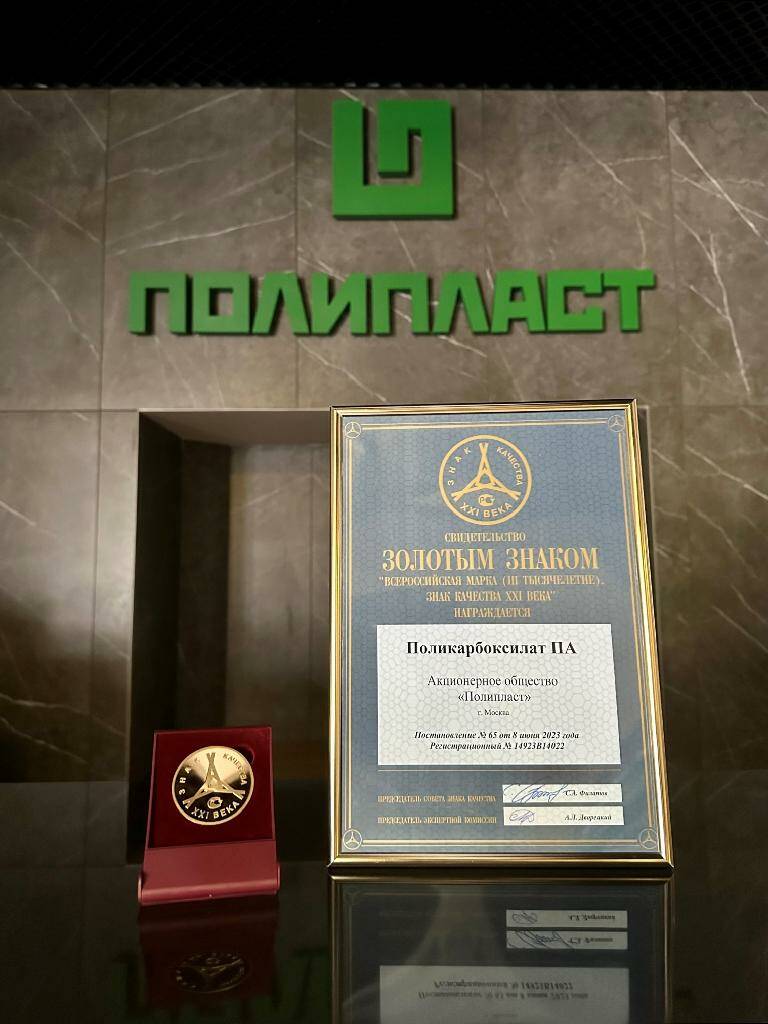 ПОЛИПЛАСТ
ЗНАК КАЧЕСТВА
XXI ВЕКА
СВИДЕТЕЛЬСТВО
ЗОЛОТЫМ ЗНАКОМ
"ВСЕРОССИЙСКАЯ МАРКА (III ТЫСЯЧЕЛЕТИЕ).
ЗНАК КАЧЕСТВА XXI ВЕКА"
НАГРАЖДАЕТСЯ
Поликарбоксилат ПА
Акционерное общество
«Полипласт»
г. Москва
Постановление № 65 от 8 июня 2023 года
Регистрационный № 14923В14022
ПРЕДСЕДАТЕЛЬ СОВЕТА ЗНАКА КАЧЕСТВА С.А. Филатов
ПРЕДСЕДАТЕЛЬ ЭКСПЕРТНОЙ КОМИССИИ А.Л. Дворецкий
ЗНАК КАЧЕСТВА
XXI ВЕКА